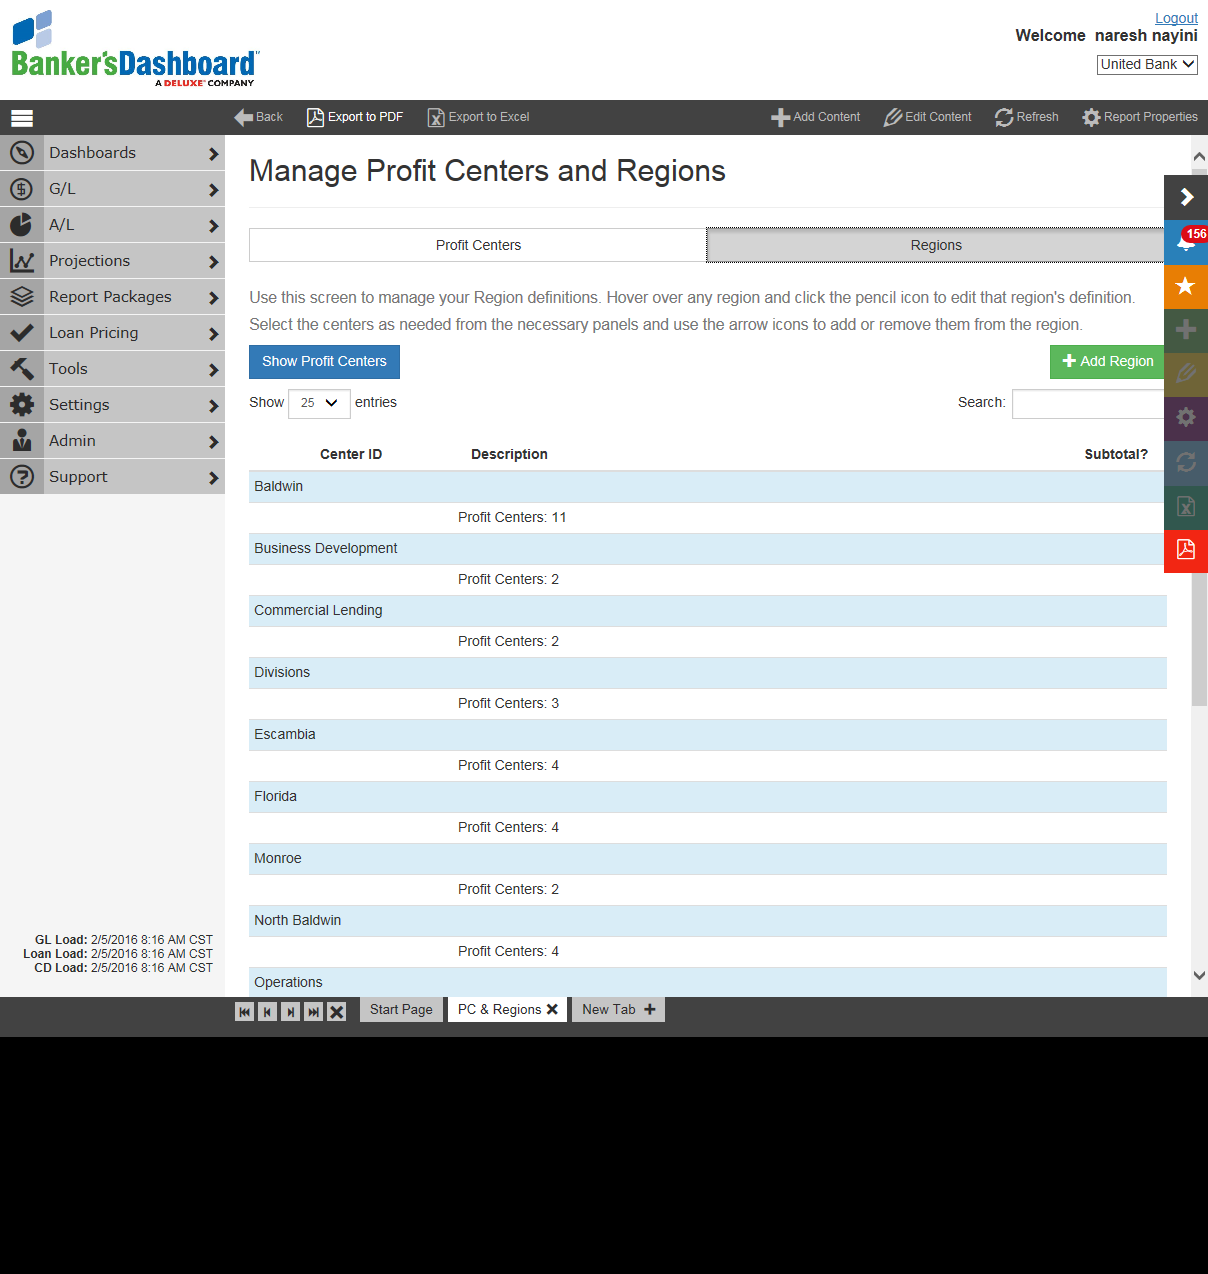 Logout
Welcome naresh nayini
United Bank
Banker'sDashboard
A DELUXE COMPANY
Back Export to PDF Export to Excel Add Content Edit Content Refresh Report Properties
Dashboards
G/L
A/L
Projections
Report Packages
Loan Pricing
Tools
Settings
Admin
Support
GL Load: 2/5/2016 8:16 AM CST
Loan Load: 2/5/2016 8:16 AM CST
CD Load: 2/5/2016 8:16 AM CST
Manage Profit Centers and Regions
156
Profit Centers Regions
Use this screen to manage your Region definitions. Hover over any region and click the pencil icon to edit that region's definition.
Select the centers as needed from the necessary panels and use the arrow icons to add or remove them from the region.
Show Profit Centers Add Region
Show 25 entries Search:
Center ID Description Subtotal?
Baldwin
Profit Centers: 11
Business Development
Profit Centers: 2
Commercial Lending
Profit Centers: 2
Divisions
Profit Centers: 3
Escambia
Profit Centers: 4
Florida
Profit Centers: 4
Monroe
Profit Centers: 2
North Baldwin
Profit Centers: 4
Operations
Start Page PC & Regions New Tab